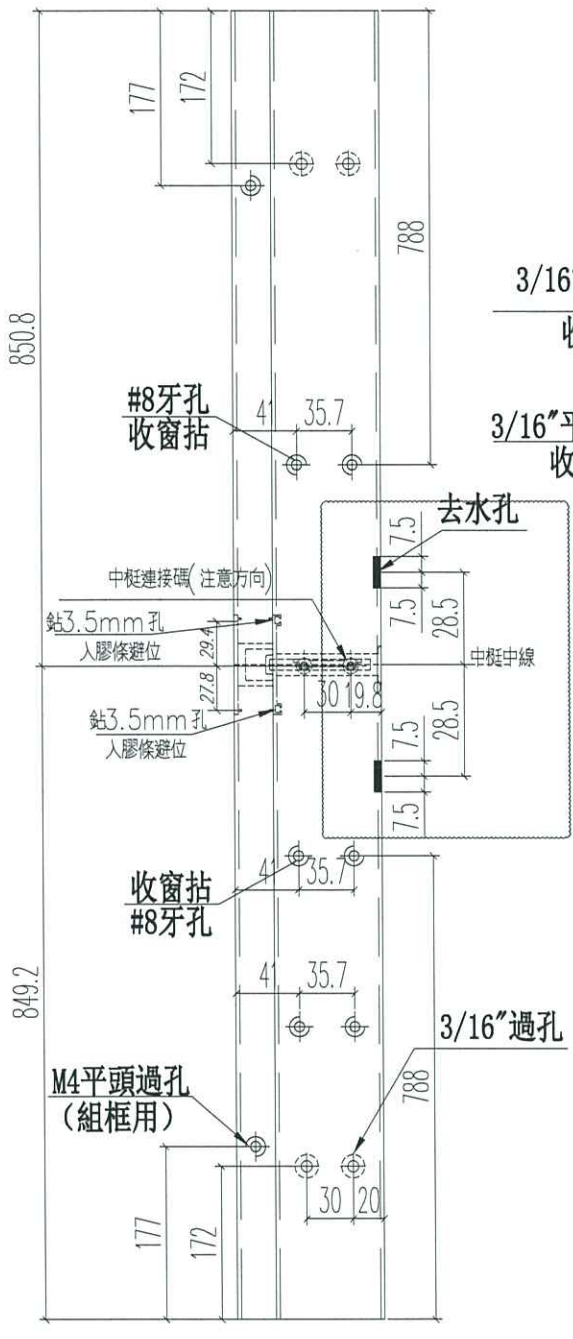 177
172
788
850.8
3/16"
收
#8牙孔
收窗拈
41
35.7
3/16"平
收
去水孔
7.5
中梃連接碼(注意方向)
鉆3.5mm孔
入膠條避位
29.4
7.5
28.5
中梃中線
27.8
30
19.8
鉆3.5mm孔
入膠條避位
7.5
28.5
7.5
收窗拈
#8牙孔
41
35.7
41
35.7
849.2
3/16"過孔
M4平頭過孔
(組框用)
788
30
20
177
172